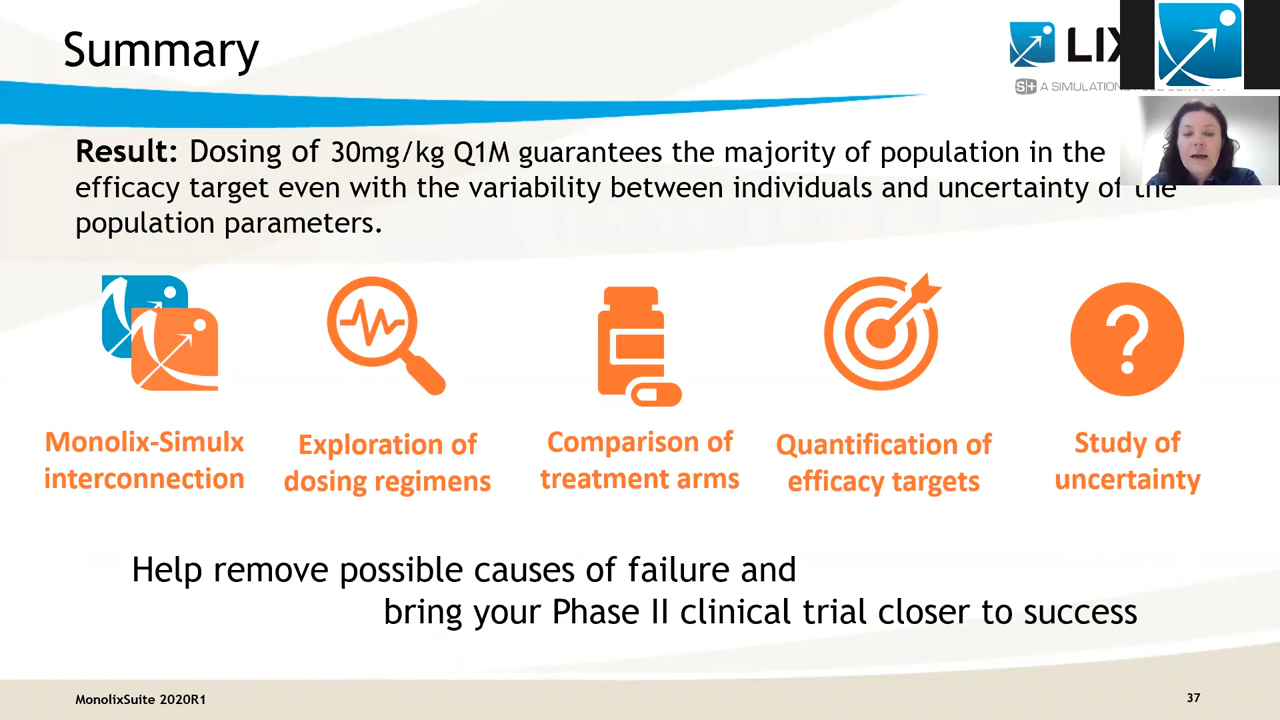 Summary
LIX
S+ A SIMULATION
Result: Dosing of 30mg/kg Q1M guarantees the majority of population in the
efficacy target even with the variability between individuals and uncertainty of the
population parameters.
Monolix-Simulx
interconnection
Exploration of
dosing regimens
Comparison of
treatment arms
Quantification of
efficacy targets
Study of
uncertainty
Help remove possible causes of failure and
bring your Phase II clinical trial closer to success
MonolixSuite 2020R1
37